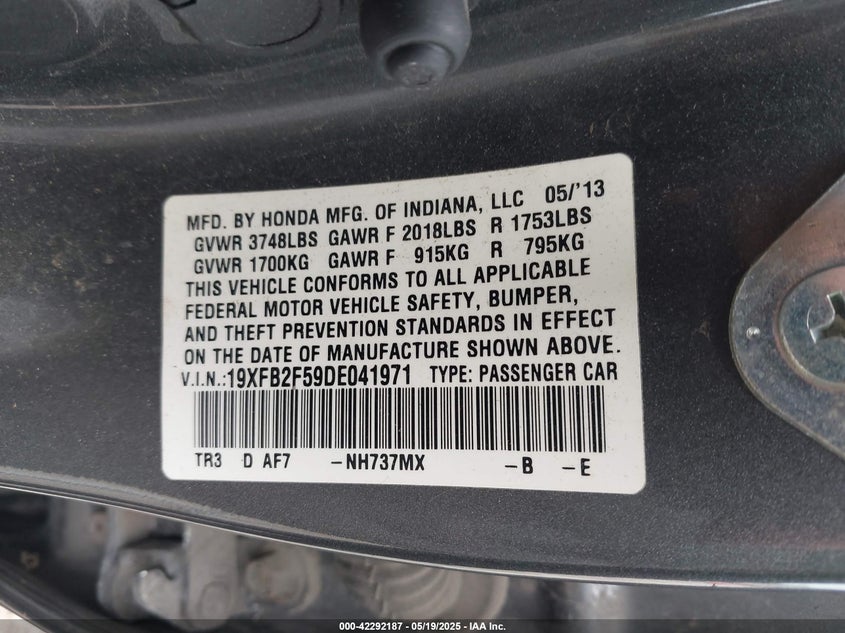 MFD. BY HONDA MFG. OF INDIANA, LLC 05/'13
GVWR 3748LBS GAWR F 2018LBS R 1753LBS
GVWR 1700KG GAWR F 915KG R 795KG
THIS VEHICLE CONFORMS TO ALL APPLICABLE
FEDERAL MOTOR VEHICLE SAFETY, BUMPER,
AND THEFT PREVENTION STANDARDS IN EFFECT
ON THE DATE OF MANUFACTURE SHOWN ABOVE.
V.I.N.:19XFB2F59DE041971 TYPE: PASSENGER CAR
TR3 D AF7 -NH737MX -B -E
000-42292187 - 05/19/2025 - IAA Inc.